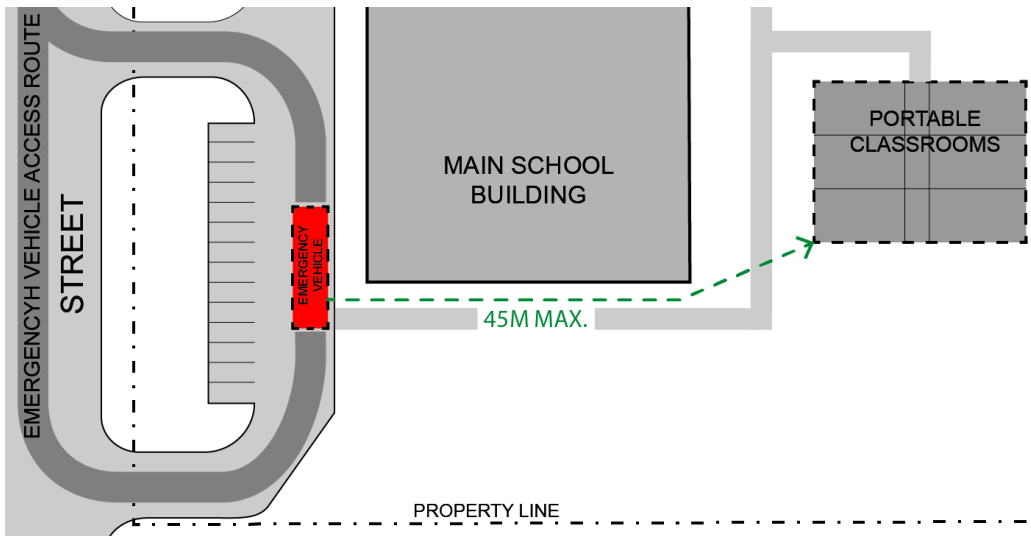 EMERGENCYH VEHICLE ACCESS ROUTE
STREET
EMERGENCY
VEHICLE
MAIN SCHOOL
BUILDING
PORTABLE
CLASSROOMS
45M MAX.
PROPERTY LINE